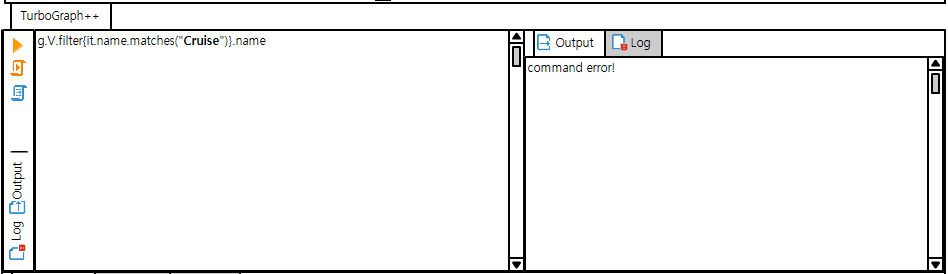 TurboGraph++
g.V.filter{it.name.matches("Cruise")}.name
Output
Log
command error!
Output
Log